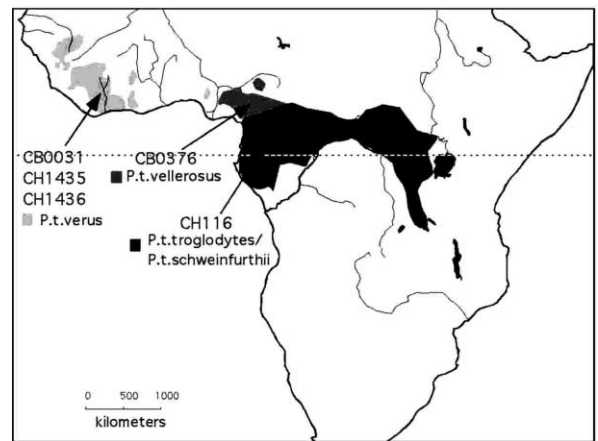 CB0031
CH1435
CH1436
P.t.verus
CB0376
P.t.vellerosus
CH116
P.t.troglodytes/
P.t.schweinfurthii
0 500 1000
kilometers